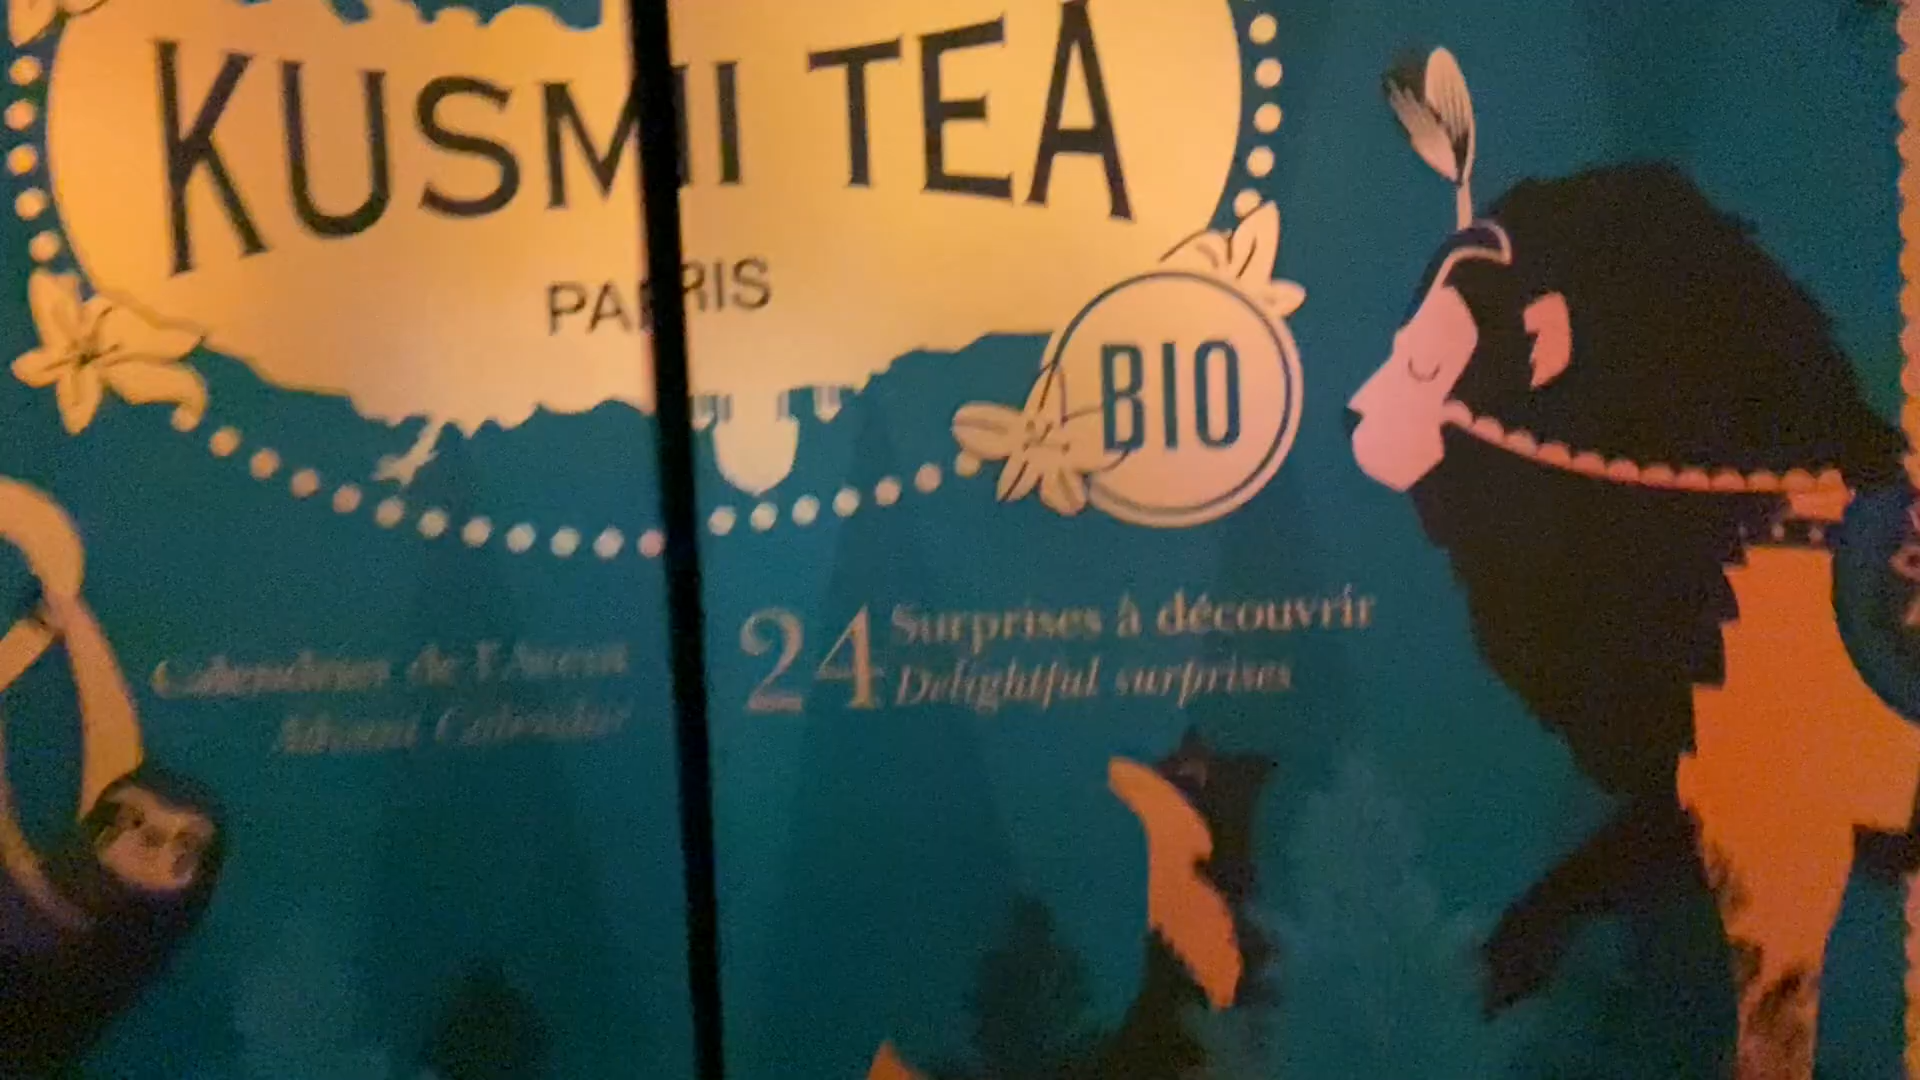 KUSMI TEA
PARIS
BIO
Calendrier de l'Avent
Advent Calendar
24 Surprises à découvrir
Delightful surprises